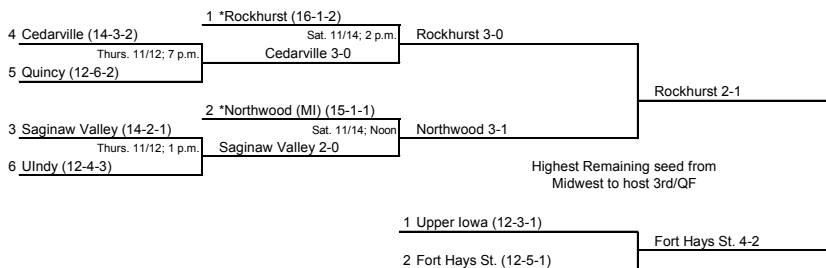 1 *Rockhurst (16-1-2)
4 Cedarville (14-3-2)
Sat. 11/14; 2 p.m.
Rockhurst 3-0
Thurs. 11/12; 7 p.m.
Cedarville 3-0
5 Quincy (12-6-2)
Rockhurst 2-1
2 *Northwood (MI) (15-1-1)
3 Saginaw Valley (14-2-1)
Sat. 11/14; Noon
Northwood 3-1
Thurs. 11/12; 1 p.m.
Saginaw Valley 2-0
6 UIndy (12-4-3)
Highest Remaining seed from
Midwest to host 3rd/QF
1 Upper Iowa (12-3-1)
Fort Hays St. 4-2
2 Fort Hays St. (12-5-1)